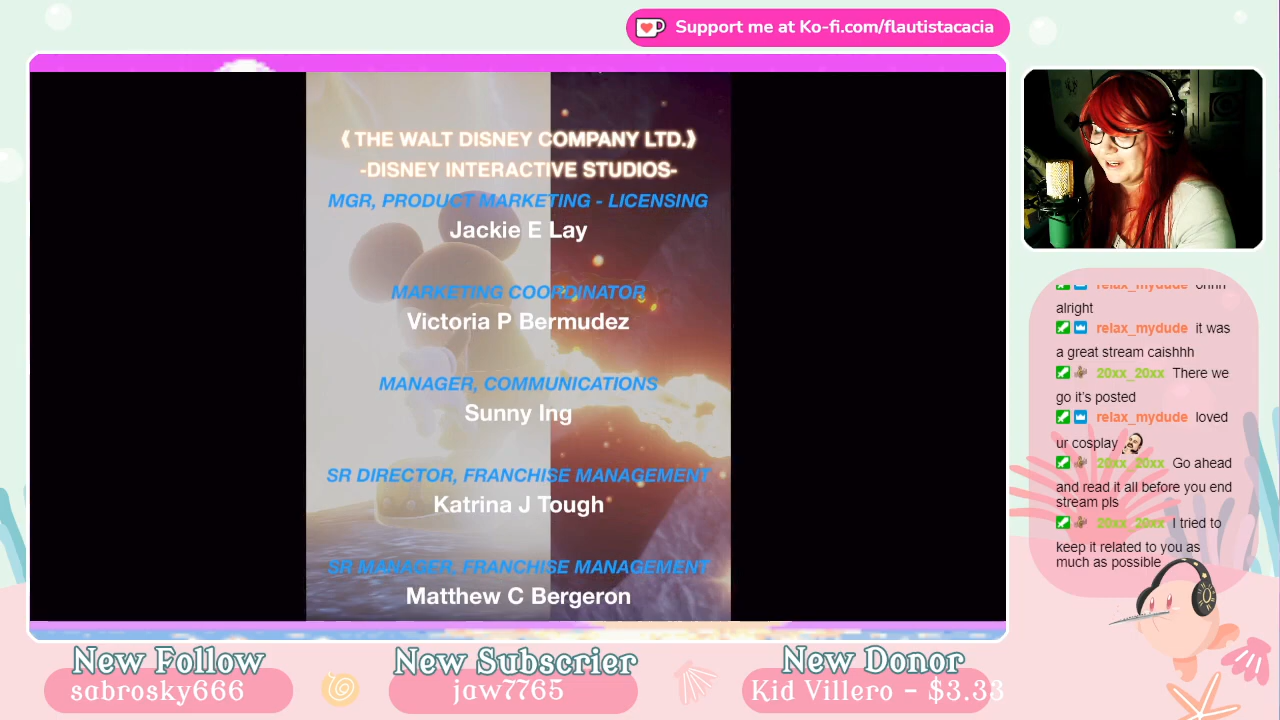 Support me at Ko-fi.com/flautistacacia
《THE WALT DISNEY COMPANY LTD.》
-DISNEY INTERACTIVE STUDIOS-
MGR, PRODUCT MARKETING - LICENSING
Jackie E Lay
MARKETING COORDINATOR
Victoria P Bermudez
MANAGER, COMMUNICATIONS
Sunny Ing
SR DIRECTOR, FRANCHISE MANAGEMENT
Katrina J Tough
SR MANAGER, FRANCHISE MANAGEMENT
Matthew C Bergeron
relax_mydude ohhh
alright
relax_mydude it was
a great stream caishhh
20xx_20xx There we
go it's posted
relax_mydude loved
ur cosplay
20xx_20xx Go ahead
and read it all before you end
stream pls
20xx_20xx I tried to
keep it related to you as
much as possible
New Follow
sabrosky666
New Subscrier
jaw7765
New Donor
Kid Villero - $3.33